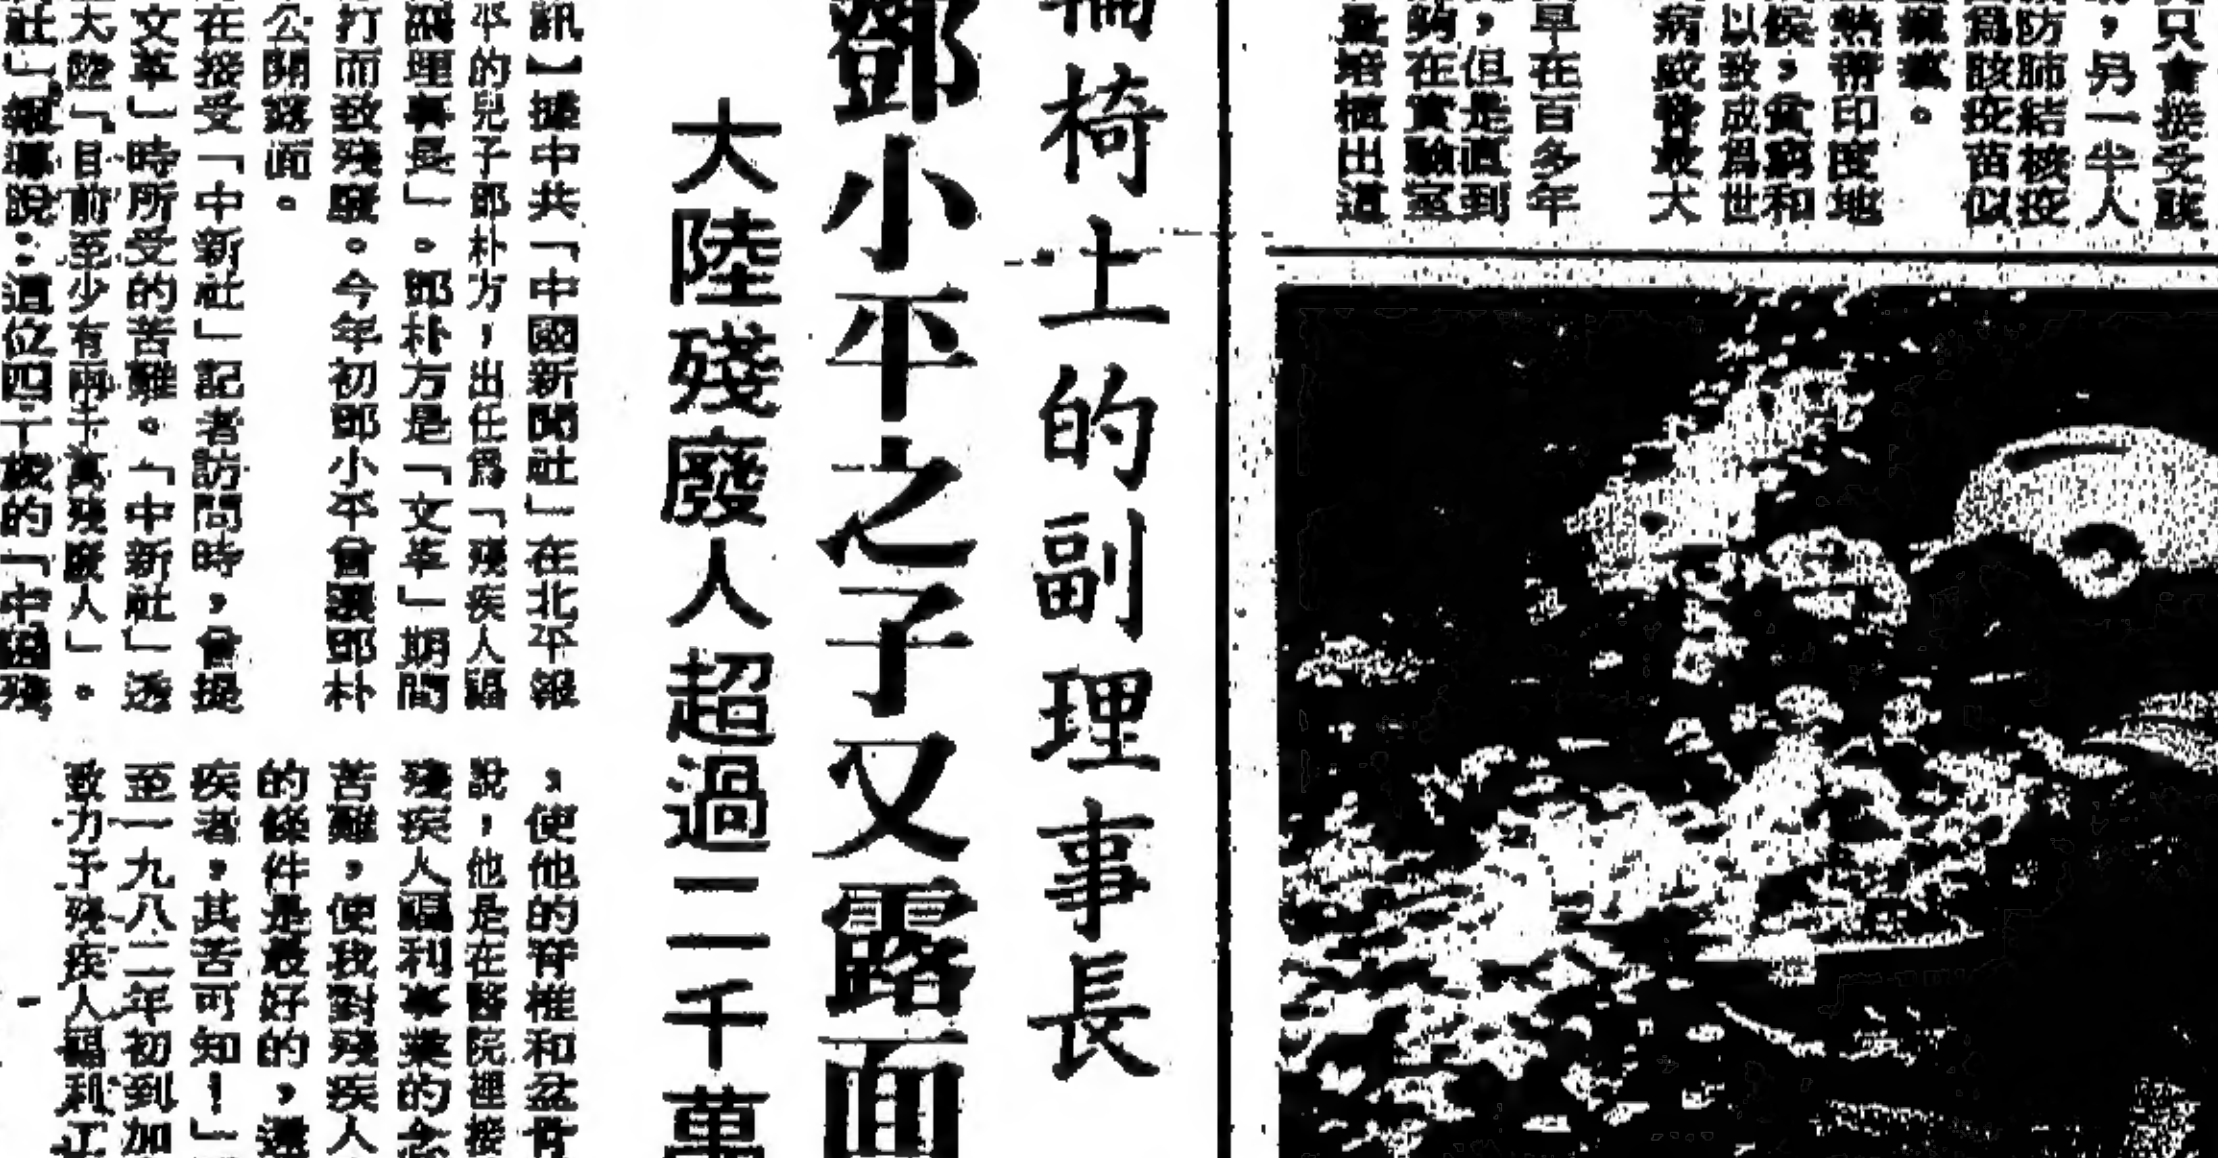 只會接受該
，另一半人
防肺結核疫
爲該疫苗似
癘。
熱帶印度地
候，貧窮和
以致成爲世
病或發最大
早在百多年
，但是直到
夠在實驗室
量培植出這
輪椅上的副理事長
鄧小平之子又露面
大陸殘廢人超過二千萬
訊】據中共「中國新聞社」在北平報
平的兒子鄧朴方，出任爲「殘疾人福
副理事長」。鄧朴方是「文革」期間
打而致殘廢。今年初鄧小平曾讓鄧朴
公開露面。
在接受「中新社」記者訪問時，曾提
文革」時所受的苦難。「中新社」透
大陸「目前至少有兩千萬殘廢人」。
社」報導說：這位四十歲的「中國殘
，使他的脊椎和盆骨
說，他是在醫院裡接
殘疾人福利事業的念
苦難，使我對殘疾人
的條件是最好的，還
疾者，其苦可知！」
至一九八二年初到加
致力于殘疾人福利工